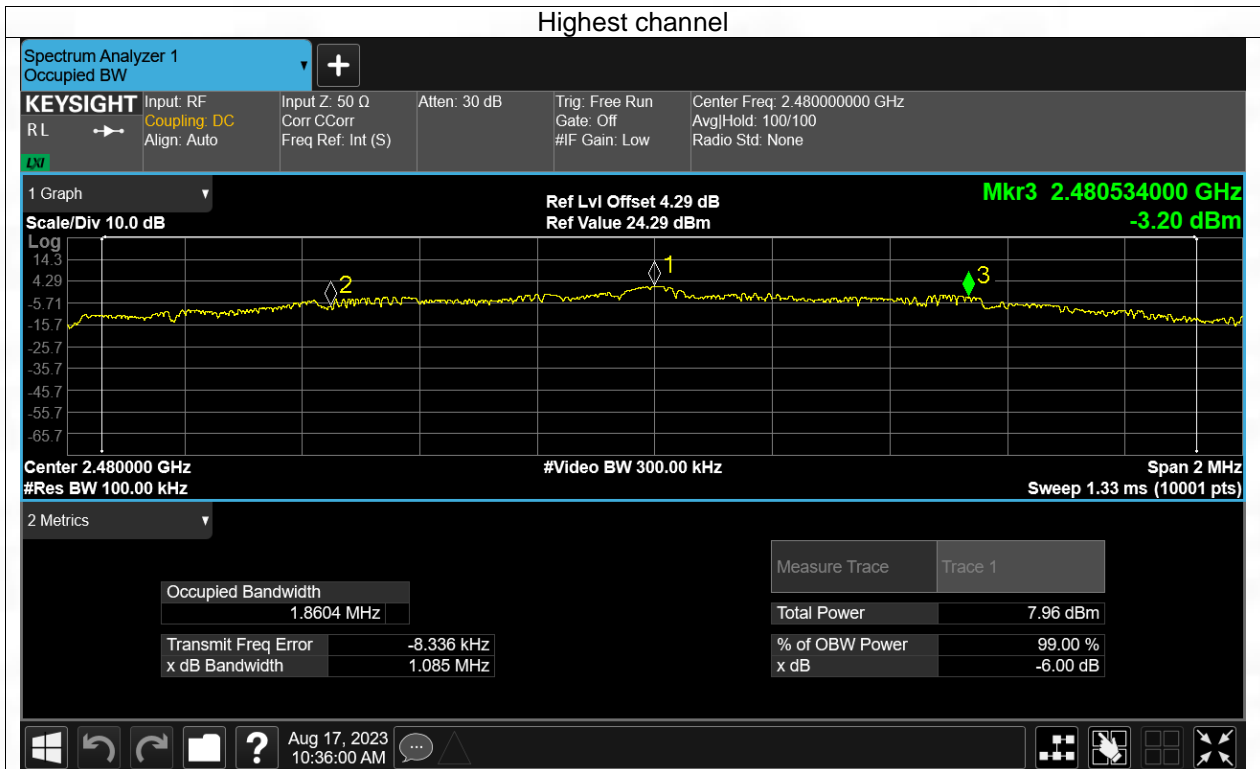 Highest channel
Spectrum Analyzer 1
Occupied BW
KEYSIGHT
R L
LXI
Input: RF
Coupling: DC
Align: Auto
Input Z: 50 Ω
Corr CCorr
Freq Ref: Int (S)
Atten: 30 dB
Trig: Free Run
Gate: Off
#IF Gain: Low
Center Freq: 2.480000000 GHz
Avg|Hold: 100/100
Radio Std: None
1 Graph
Scale/Div 10.0 dB
Ref Lvl Offset 4.29 dB
Ref Value 24.29 dBm
Mkr3 2.480534000 GHz
-3.20 dBm
Log
14.3
4.29
-5.71
-15.7
-25.7
-35.7
-45.7
-55.7
-65.7
2
1
3
Center 2.480000 GHz
#Res BW 100.00 kHz
#Video BW 300.00 kHz
Span 2 MHz
Sweep 1.33 ms (10001 pts)
2 Metrics
Measure Trace Trace 1
Occupied Bandwidth
1.8604 MHz
Total Power 7.96 dBm
Transmit Freq Error -8.336 kHz
% of OBW Power 99.00 %
x dB Bandwidth 1.085 MHz
x dB -6.00 dB
?
Aug 17, 2023
10:36:00 AM